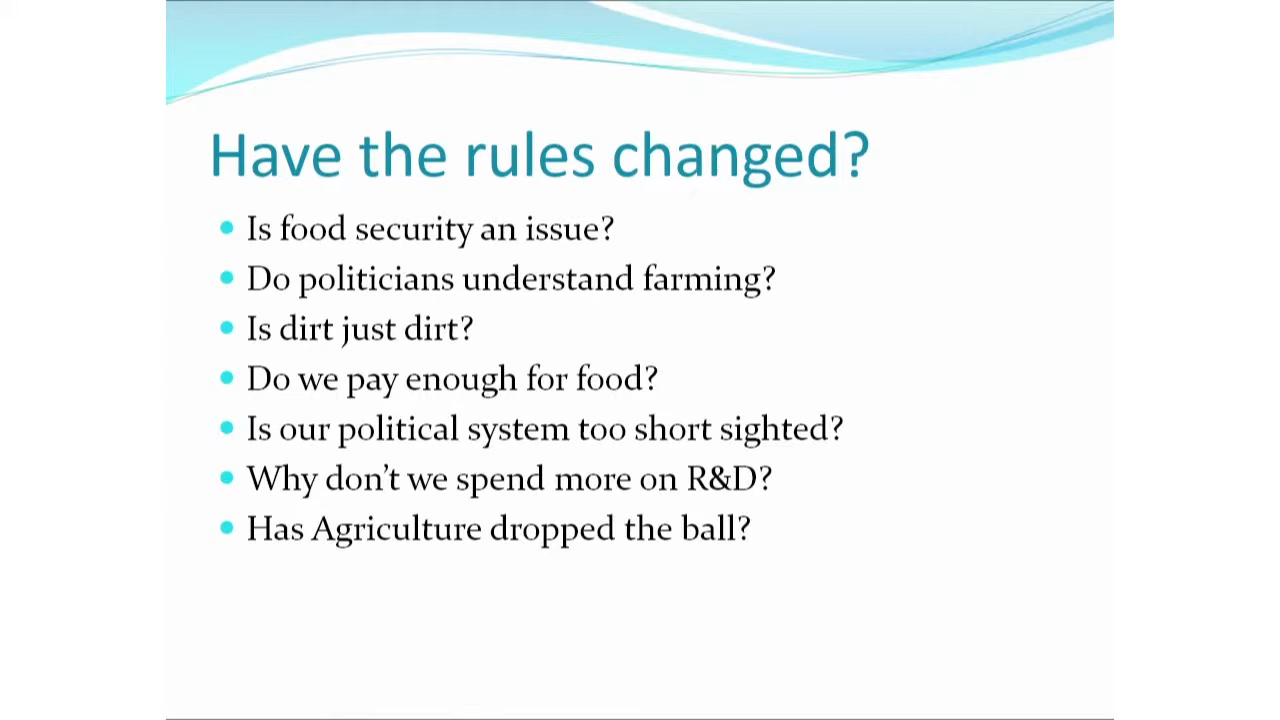 Have the rules changed?
Is food security an issue?
Do politicians understand farming?
Is dirt just dirt?
Do we pay enough for food?
Is our political system too short sighted?
Why don’t we spend more on R&D?
Has Agriculture dropped the ball?